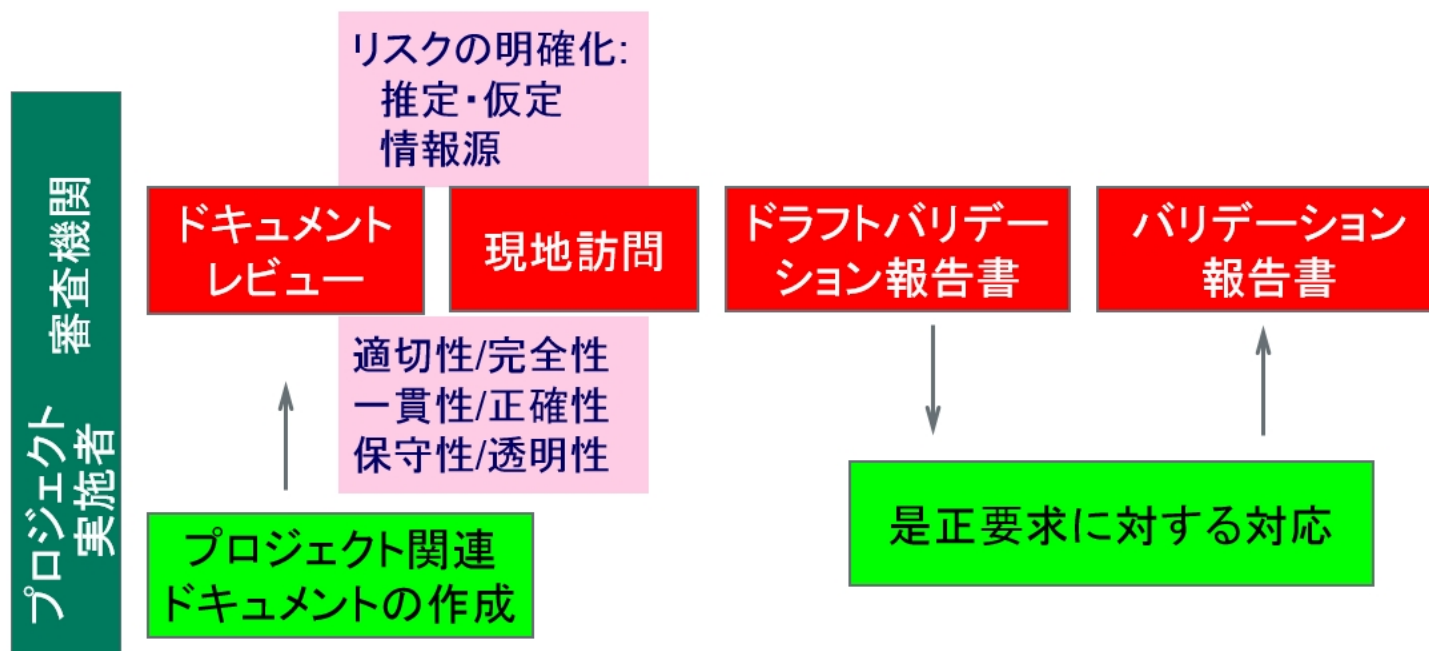 審査機関
プロジェクト
実施者
リスクの明確化:
推定・仮定
情報源
ドキュメント
レビュー
現地訪問
ドラフトバリデー
ション報告書
バリデーション
報告書
適切性/完全性
一貫性/正確性
保守性/透明性
プロジェクト関連
ドキュメントの作成
是正要求に対する対応